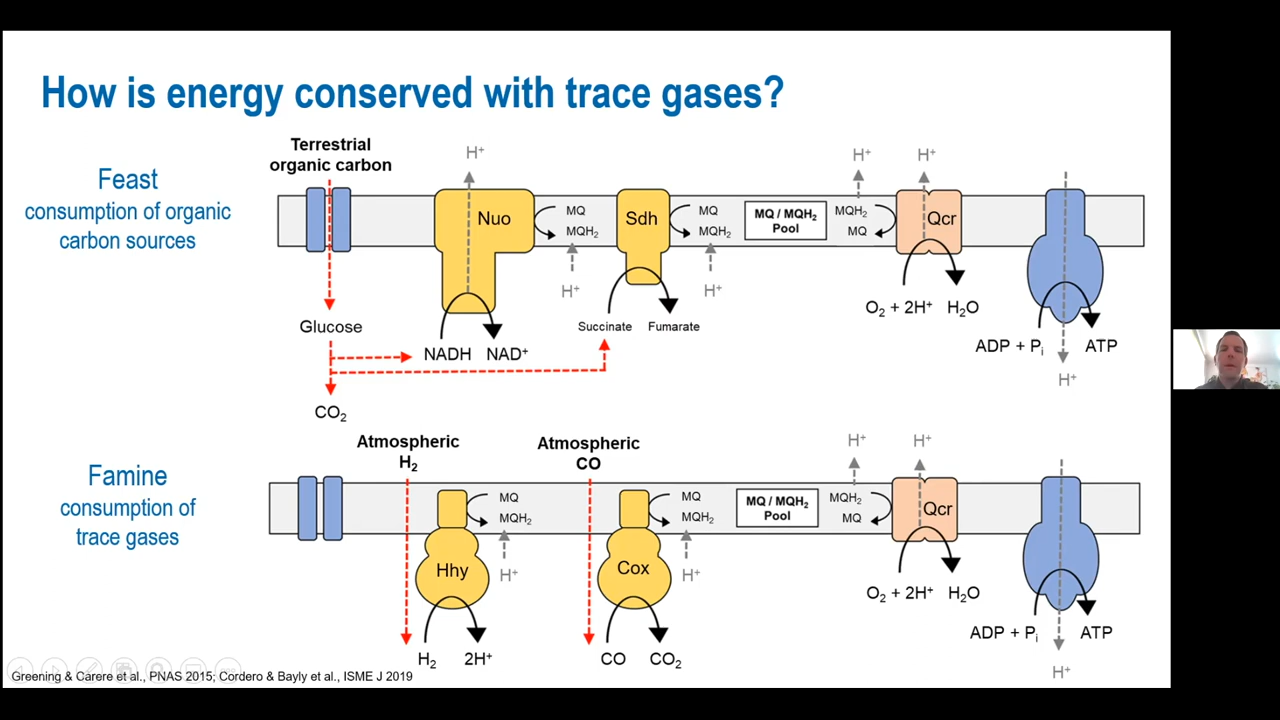 How is energy conserved with trace gases?
Feast
consumption of organic
carbon sources
Terrestrial
organic carbon
H⁺
Nuo
MQ
MQH₂
H⁺
Sdh
MQ
MQH₂
H⁺
MQ / MQH₂
Pool
H⁺
MQH₂
MQ
H⁺
Qcr
O₂ + 2H⁺
H₂O
ADP + Pᵢ
ATP
H⁺
Glucose
NADH
NAD⁺
Succinate
Fumarate
CO₂
Famine
consumption of
trace gases
Atmospheric
H₂
Atmospheric
CO
MQ
MQH₂
H⁺
Hhy
H₂
2H⁺
MQ
MQH₂
H⁺
Cox
CO
CO₂
MQ / MQH₂
Pool
H⁺
MQH₂
MQ
H⁺
Qcr
O₂ + 2H⁺
H₂O
ADP + Pᵢ
ATP
H⁺
Greening & Carere et al., PNAS 2015; Cordero & Bayly et al., ISME J 2019